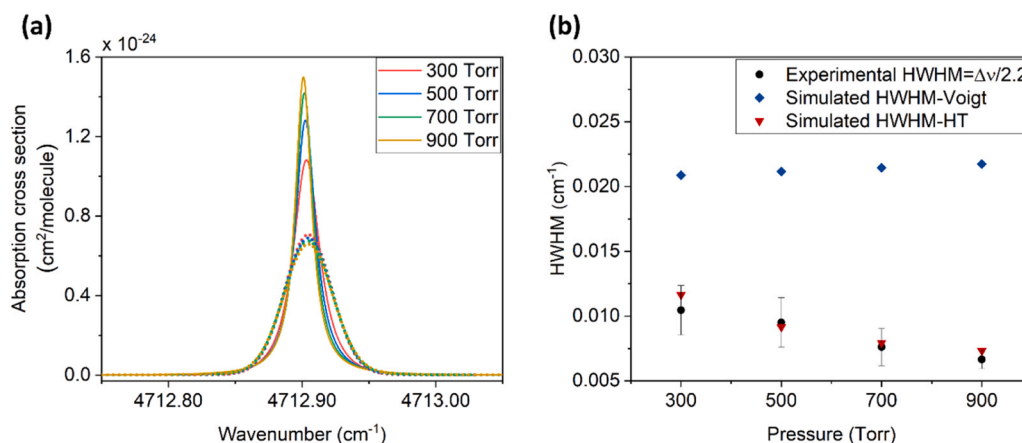 (a)
x 10-24
Absorption cross section
(cm2/molecule)
1.6
1.2
0.8
0.4
0.0
300 Torr
500 Torr
700 Torr
900 Torr
4712.80
4712.90
4713.00
Wavenumber (cm-1)
(b)
HWHM (cm-1)
0.030
0.025
0.020
0.015
0.010
0.005
Experimental HWHM=Δν/2.2
Simulated HWHM-Voigt
Simulated HWHM-HT
300
500
700
900
Pressure (Torr)